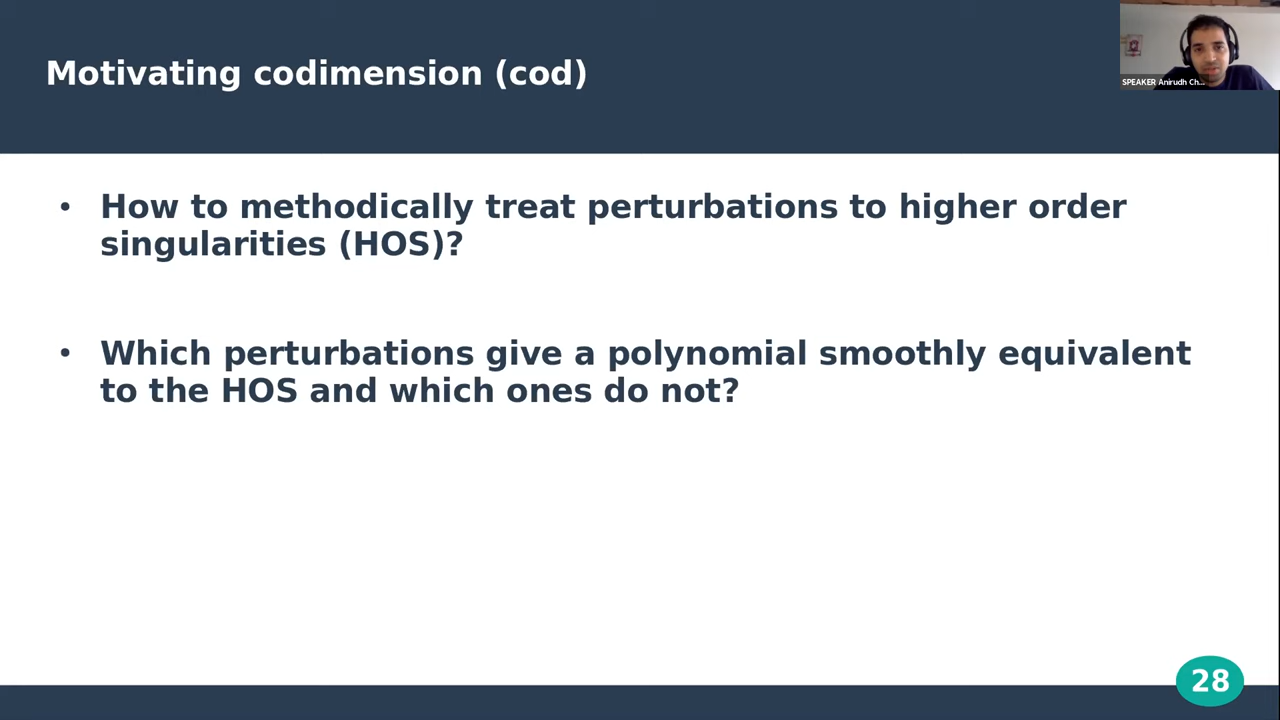 Motivating codimension (cod)
SPEAKER Anirudh Ch...
• How to methodically treat perturbations to higher order
singularities (HOS)?
• Which perturbations give a polynomial smoothly equivalent
to the HOS and which ones do not?
28